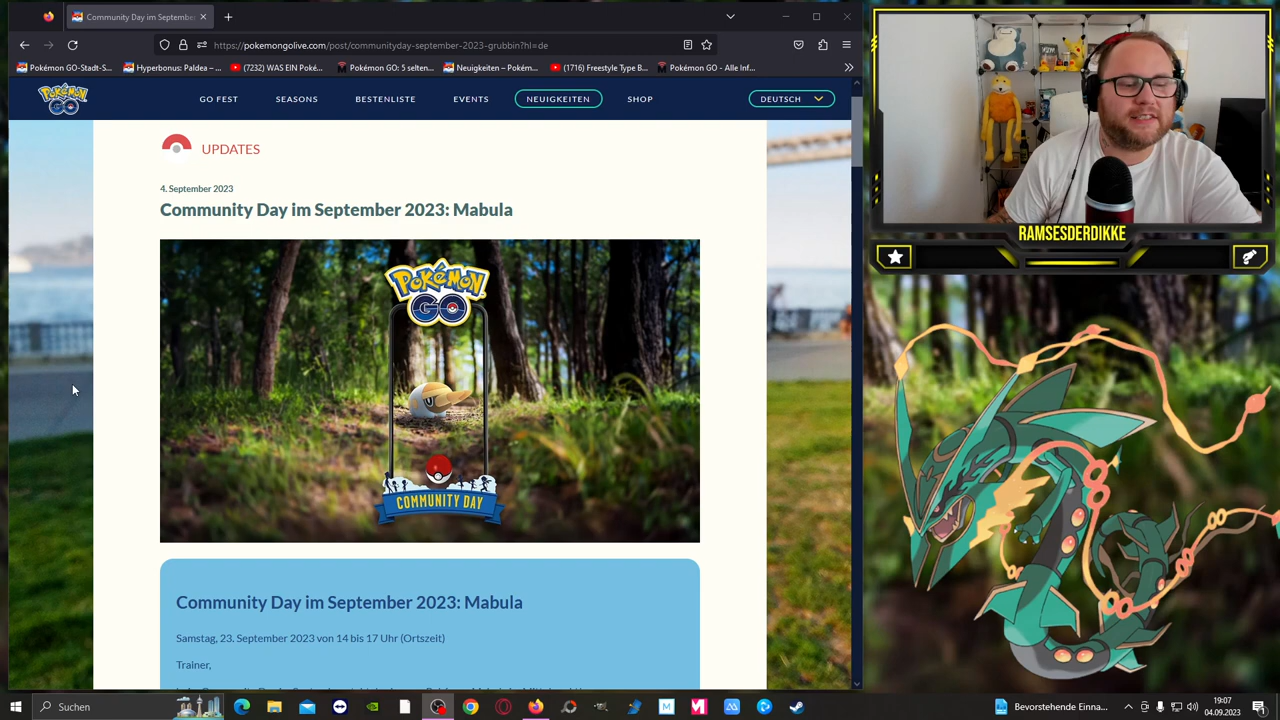 Community Day im September
https://pokemongolive.com/post/communityday-september-2023-grubbin?hl=de
Pokémon GO-Stadt-S...
Hyperbonus: Paldea – ...
(7232) WAS EIN Poké...
Pokémon GO: 5 selten...
Neuigkeiten – Pokém...
(1716) Freestyle Type B...
Pokémon GO - Alle Inf...
POKÉMON GO
GO FEST
SEASONS
BESTENLISTE
EVENTS
NEUIGKEITEN
SHOP
DEUTSCH
UPDATES
4. September 2023
Community Day im September 2023: Mabula
POKÉMON
GO
COMMUNITY DAY
Community Day im September 2023: Mabula
Samstag, 23. September 2023 von 14 bis 17 Uhr (Ortszeit)
Trainer,
RAMSESDERDIKKE
Suchen
Bevorstehende Einna...
19:07
04.09.2023